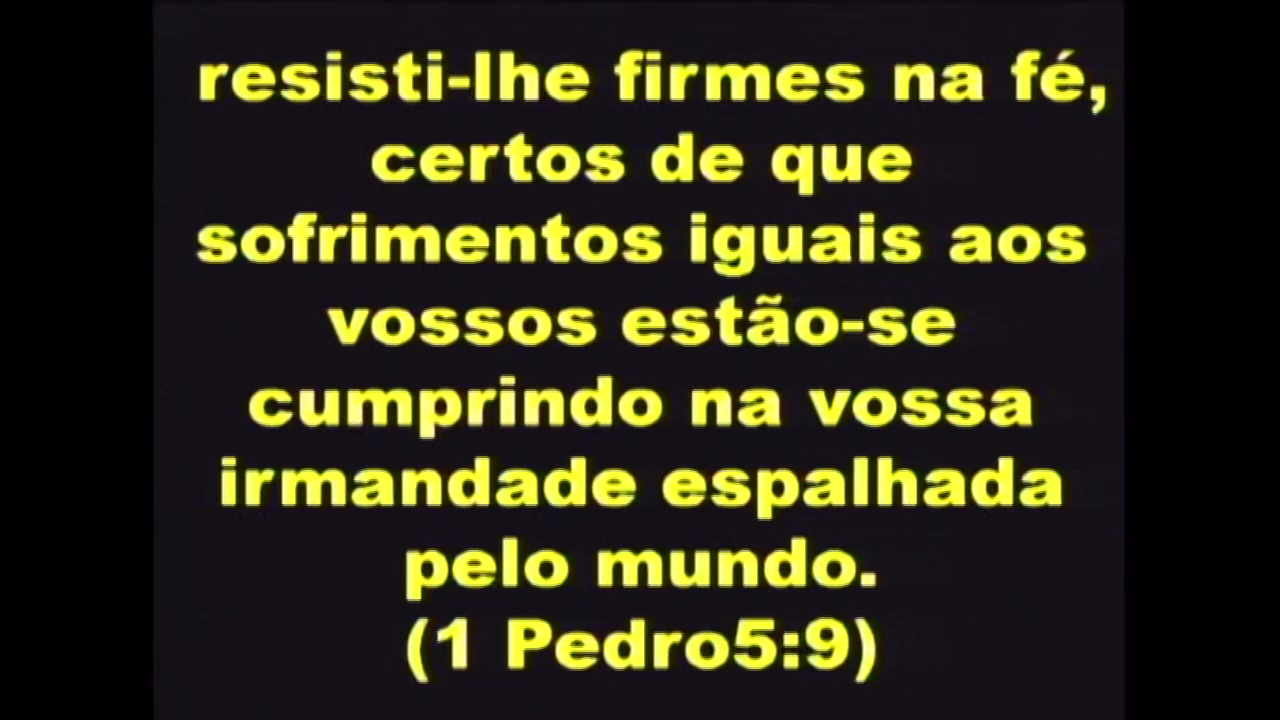 resisti-lhe firmes na fé,
certos de que
sofrimentos iguais aos
vossos estão-se
cumprindo na vossa
irmandade espalhada
pelo mundo.
(1 Pedro5:9)